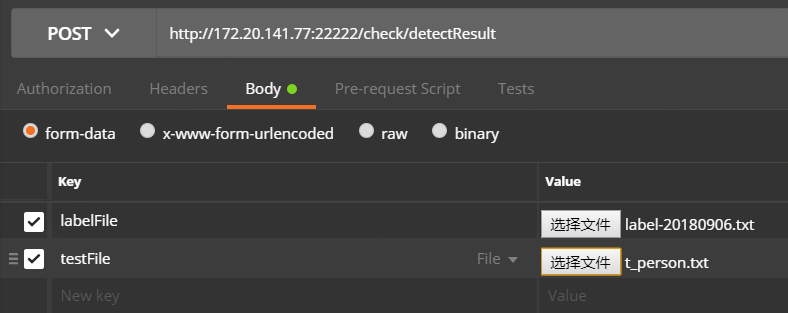 POST http://172.20.141.77:22222/check/detectResult
Authorization Headers Body Pre-request Script Tests
form-data x-www-form-urlencoded raw binary
Key Value
labelFile 选择文件 label-20180906.txt
testFile File 选择文件 t_person.txt
New key Value